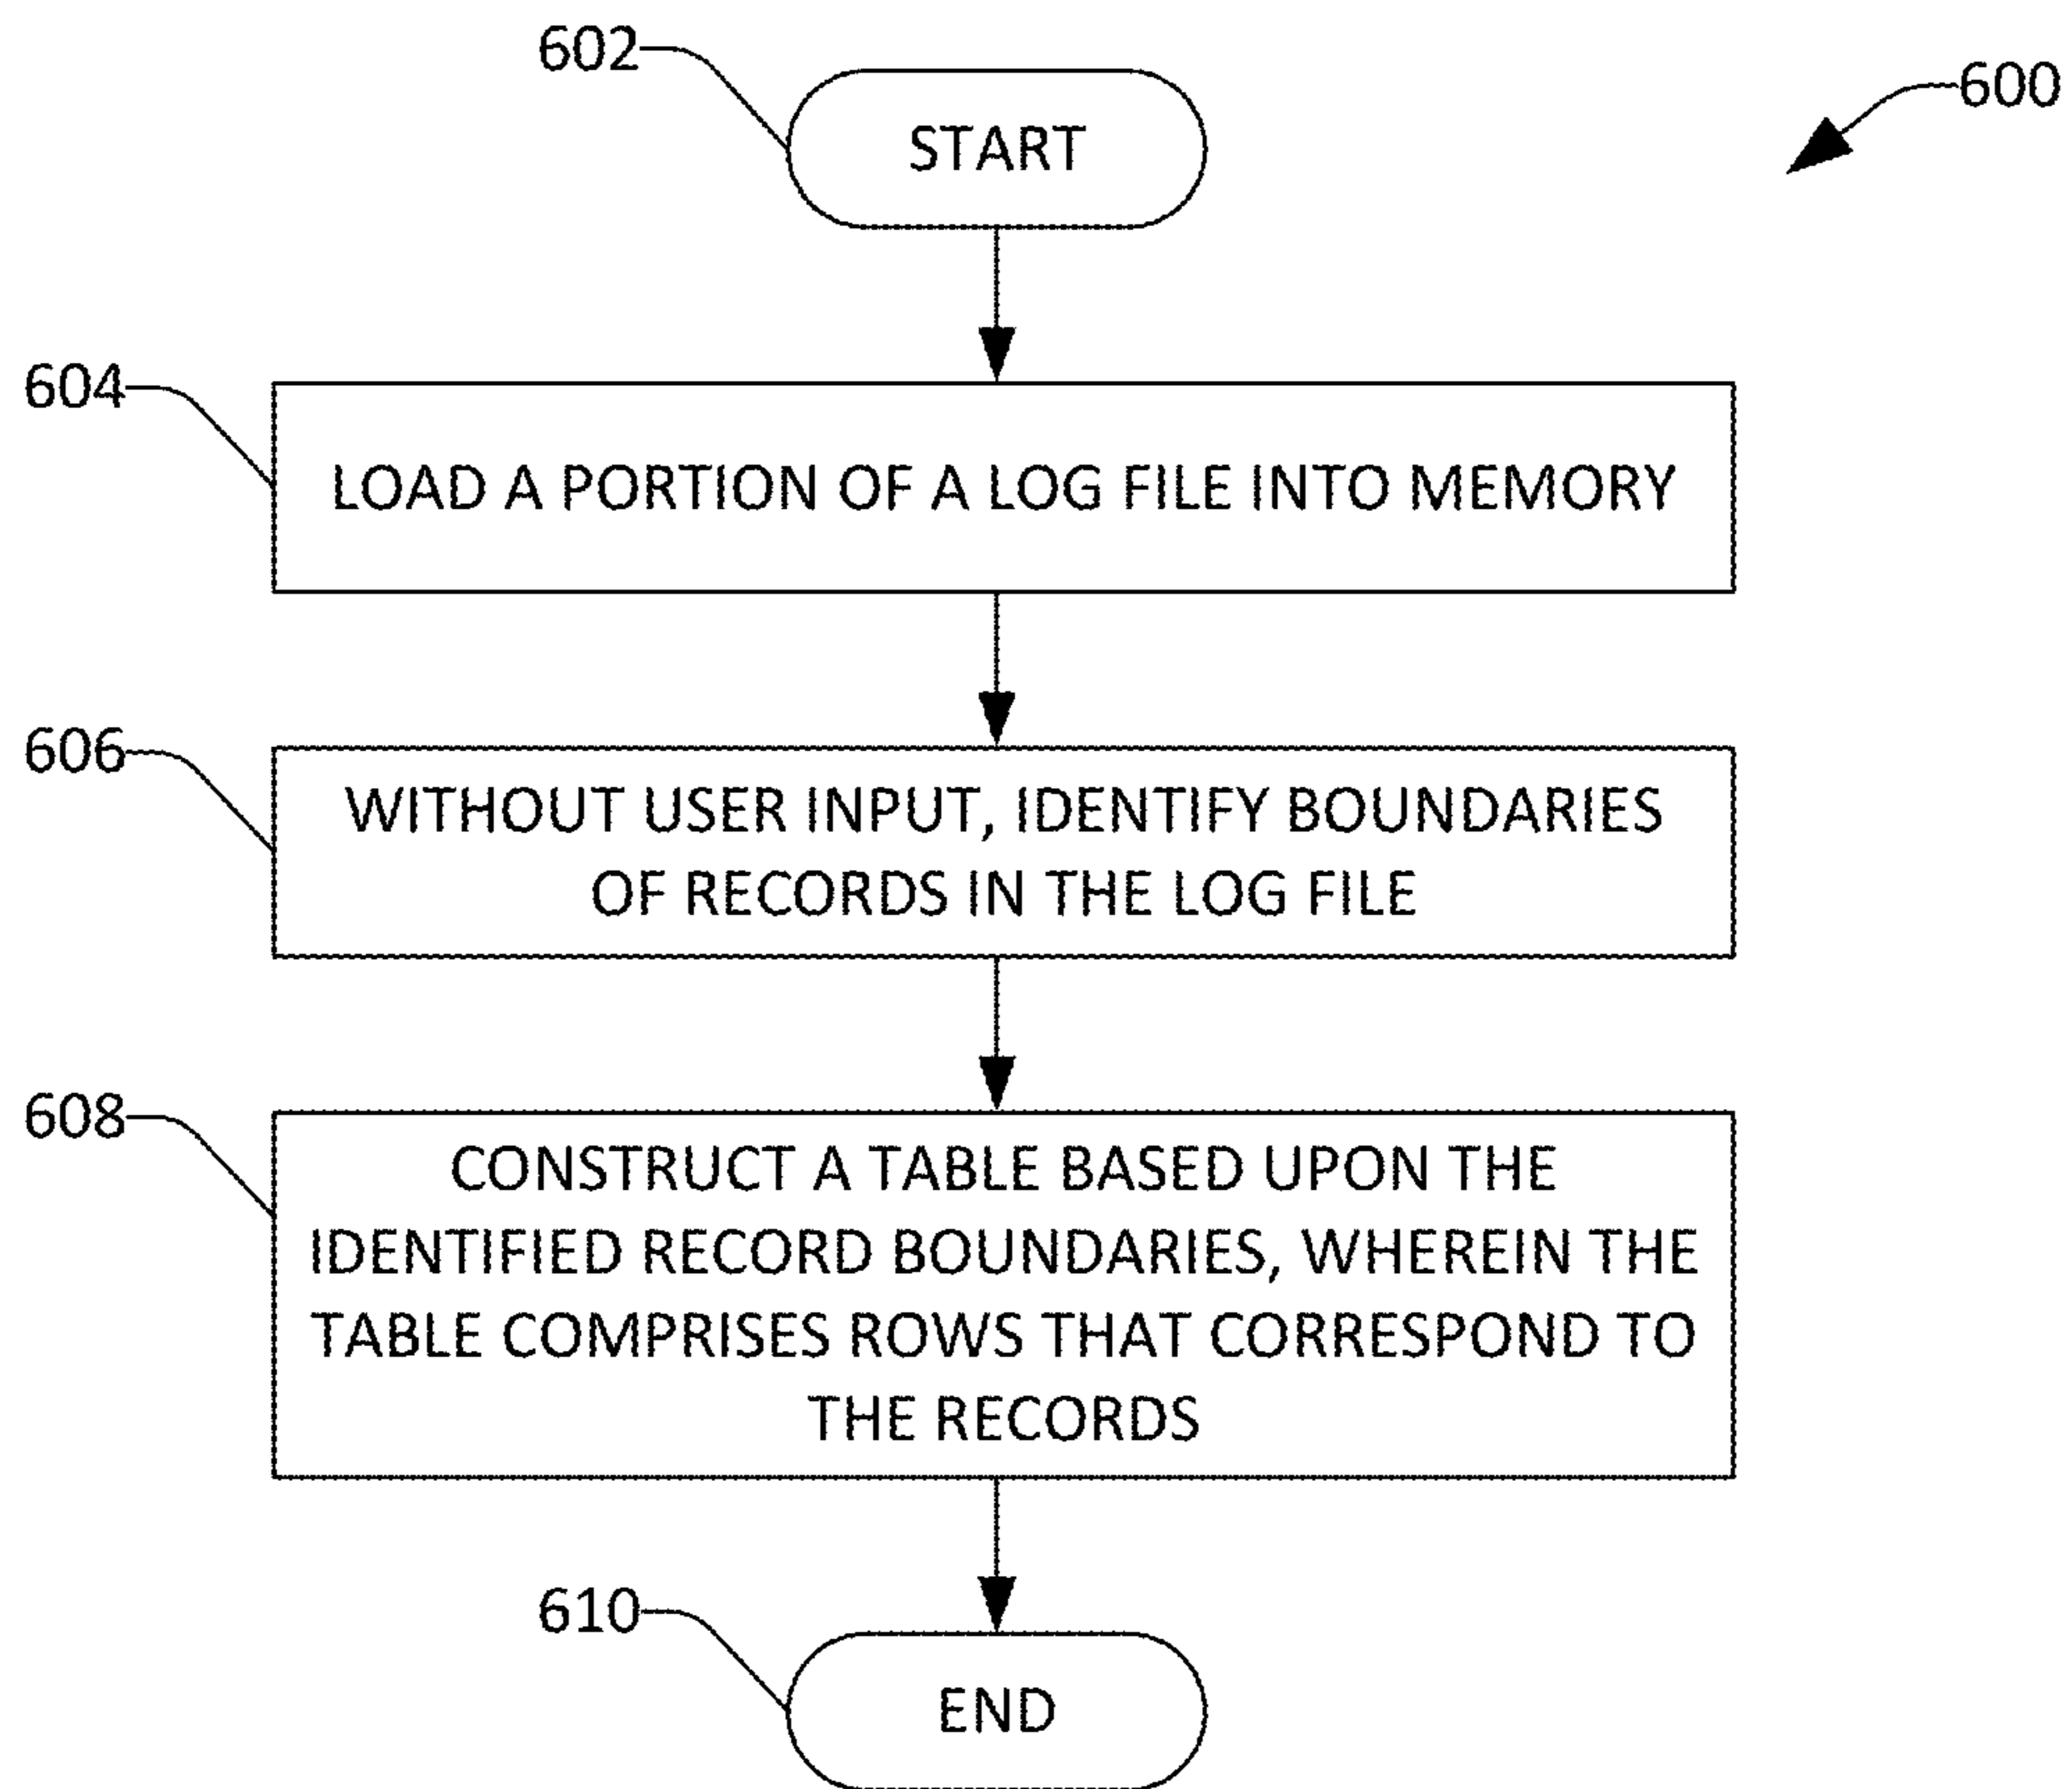 602
START
600
604
LOAD A PORTION OF A LOG FILE INTO MEMORY
606
WITHOUT USER INPUT, IDENTIFY BOUNDARIES
OF RECORDS IN THE LOG FILE
608
CONSTRUCT A TABLE BASED UPON THE
IDENTIFIED RECORD BOUNDARIES, WHEREIN THE
TABLE COMPRISES ROWS THAT CORRESPOND TO
THE RECORDS
610
END